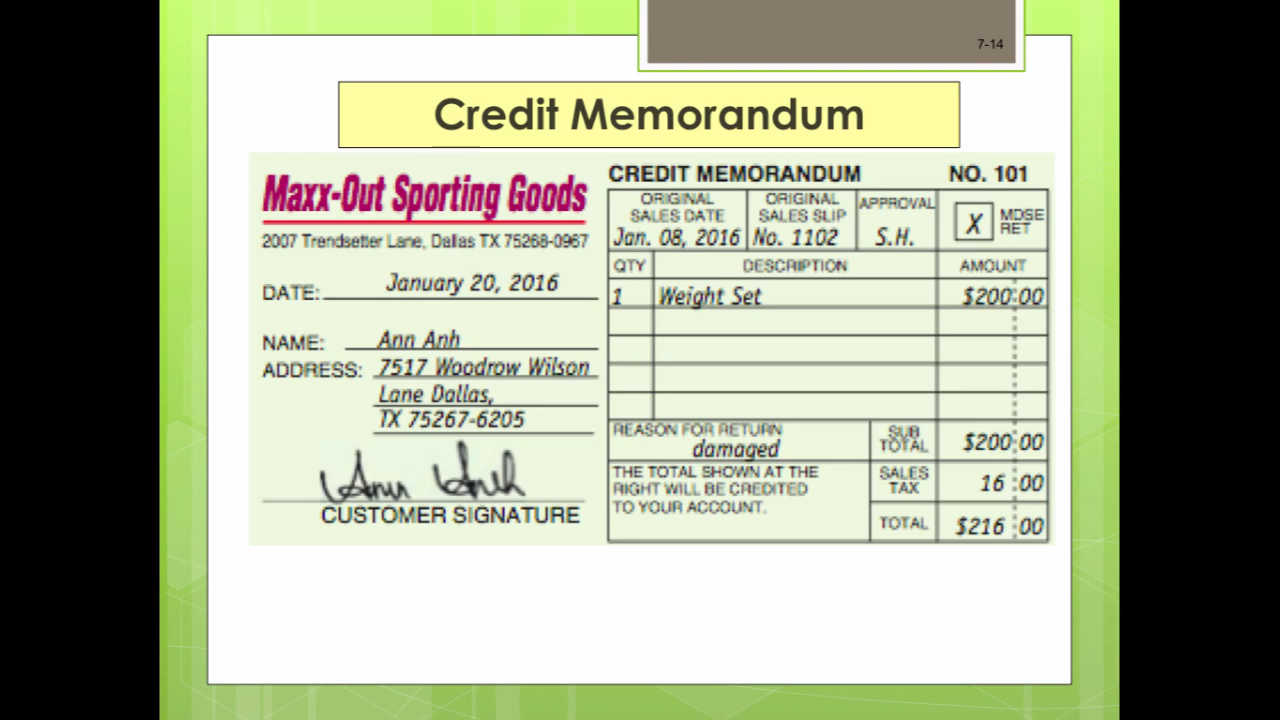 7-14
Credit Memorandum
Maxx-Out Sporting Goods
2007 Trendsetter Lane, Dallas TX 75268-0967
DATE: January 20, 2016
NAME: Ann Anh
ADDRESS: 7517 Woodrow Wilson
Lane Dallas,
TX 75267-6205
Ann Anh
CUSTOMER SIGNATURE
CREDIT MEMORANDUM NO. 101
ORIGINAL SALES DATE
Jan. 08, 2016
ORIGINAL SALES SLIP
No. 1102
APPROVAL
S.H.
X MDSE RET
QTY DESCRIPTION AMOUNT
1 Weight Set $200 00
REASON FOR RETURN
damaged
SUB TOTAL $200 00
THE TOTAL SHOWN AT THE
RIGHT WILL BE CREDITED
TO YOUR ACCOUNT.
SALES TAX 16 00
TOTAL $216 00